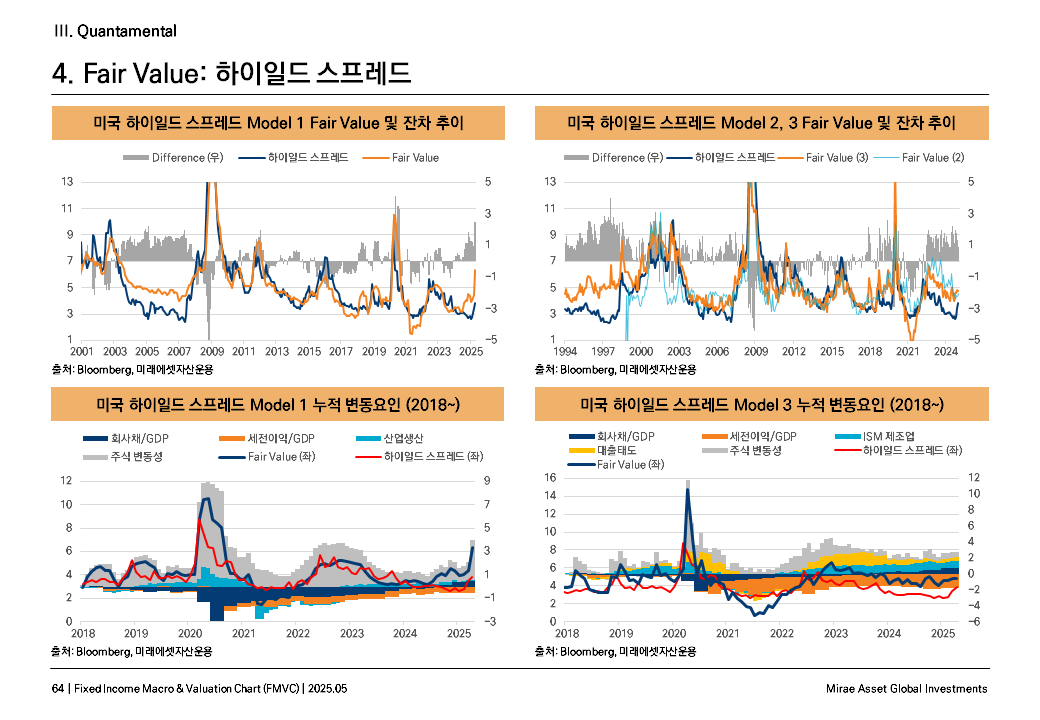 III. Quantamental
4. Fair Value: 하이일드 스프레드
미국 하이일드 스프레드 Model 1 Fair Value 및 잔차 추이
Difference (우) 하이일드 스프레드 Fair Value
13 5
11 3
9 1
7 -1
5 -3
3 -5
1
2001 2003 2005 2007 2009 2011 2013 2015 2017 2019 2021 2023 2025
출처: Bloomberg, 미래에셋자산운용
미국 하이일드 스프레드 Model 2, 3 Fair Value 및 잔차 추이
Difference (우) 하이일드 스프레드 Fair Value (3) Fair Value (2)
13 5
11 3
9 1
7 -1
5 -3
3 -5
1
1994 1997 2000 2003 2006 2009 2012 2015 2018 2021 2024
출처: Bloomberg, 미래에셋자산운용
미국 하이일드 스프레드 Model 1 누적 변동요인 (2018~)
회사채/GDP 세전이익/GDP 산업생산
주식 변동성 Fair Value (좌) 하이일드 스프레드 (좌)
12 9
10 7
8 5
6 3
4 1
2 -1
0 -3
2018 2019 2020 2021 2022 2023 2024 2025
출처: Bloomberg, 미래에셋자산운용
미국 하이일드 스프레드 Model 3 누적 변동요인 (2018~)
회사채/GDP 세전이익/GDP ISM 제조업
대출태도 주식 변동성 하이일드 스프레드 (좌)
Fair Value (좌)
16 12
14 10
12 8
10 6
8 4
6 2
4 0
2 -2
0 -4
-6
2018 2019 2020 2021 2022 2023 2024 2025
출처: Bloomberg, 미래에셋자산운용
64 | Fixed Income Macro & Valuation Chart (FMVC) | 2025.05
Mirae Asset Global Investments